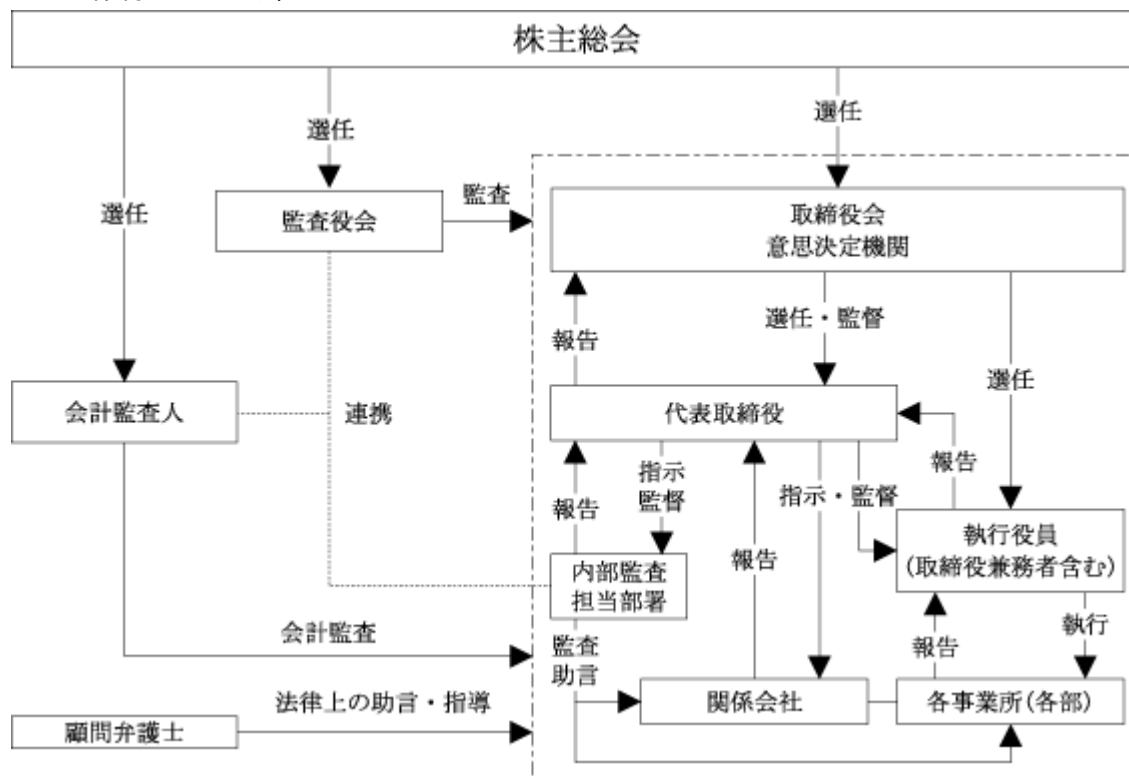 株主総会
選任
選任
選任
監査役会
監査
取締役会
意思決定機関
報告
選任・監督
選任
会計監査人
連携
代表取締役
報告
指示
監督
報告
指示・監督
報告
内部監査
担当部署
執行役員
(取締役兼務者含む)
会計監査
監査
助言
報告
執行
関係会社
各事業所(各部)
顧問弁護士
法律上の助言・指導